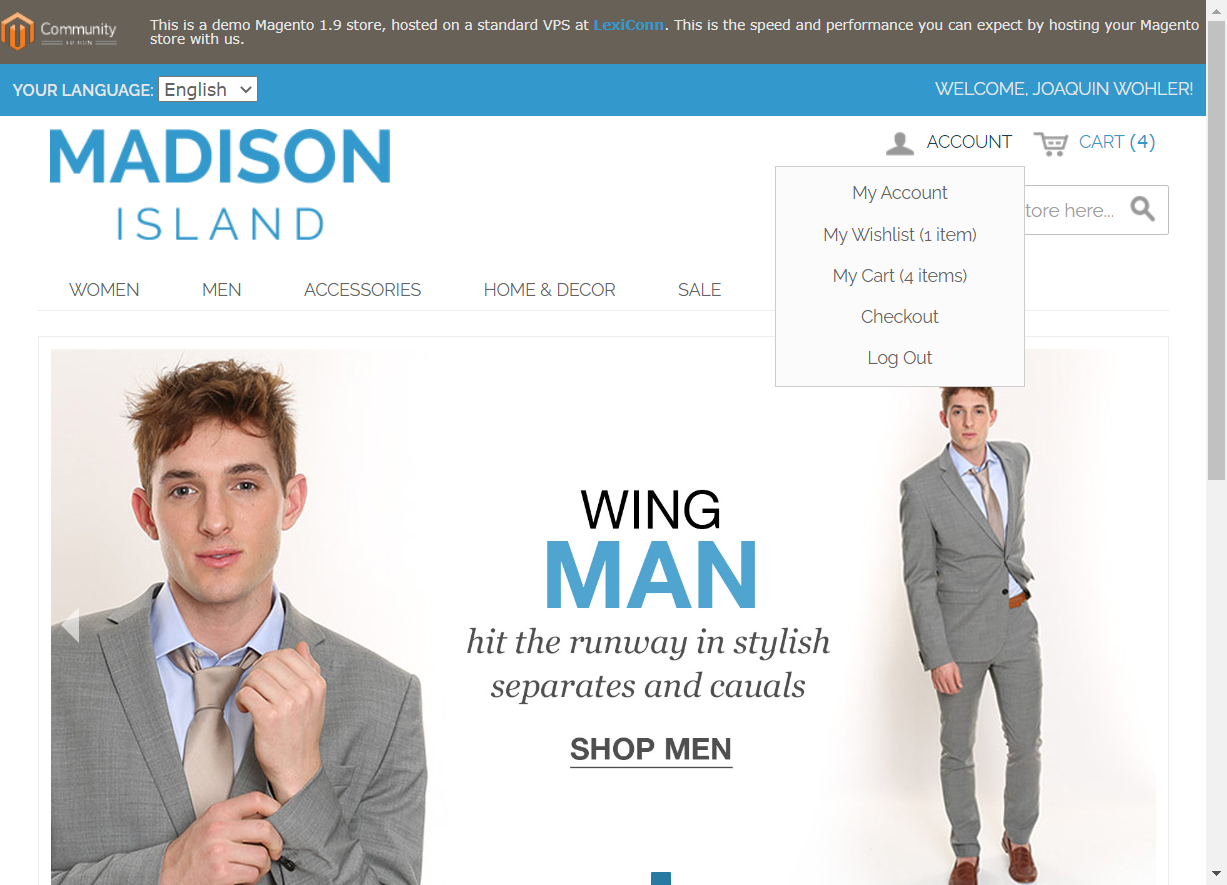 Community
EDITION
This is a demo Magento 1.9 store, hosted on a standard VPS at LexiConn. This is the speed and performance you can expect by hosting your Magento
store with us.
YOUR LANGUAGE: English
WELCOME, JOAQUIN WOHLER!
MADISON
ISLAND
ACCOUNT
CART (4)
My Account
My Wishlist (1 item)
My Cart (4 items)
Checkout
Log Out
tore here...
WOMEN
MEN
ACCESSORIES
HOME & DECOR
SALE
WING
MAN
hit the runway in stylish
separates and cauals
SHOP MEN